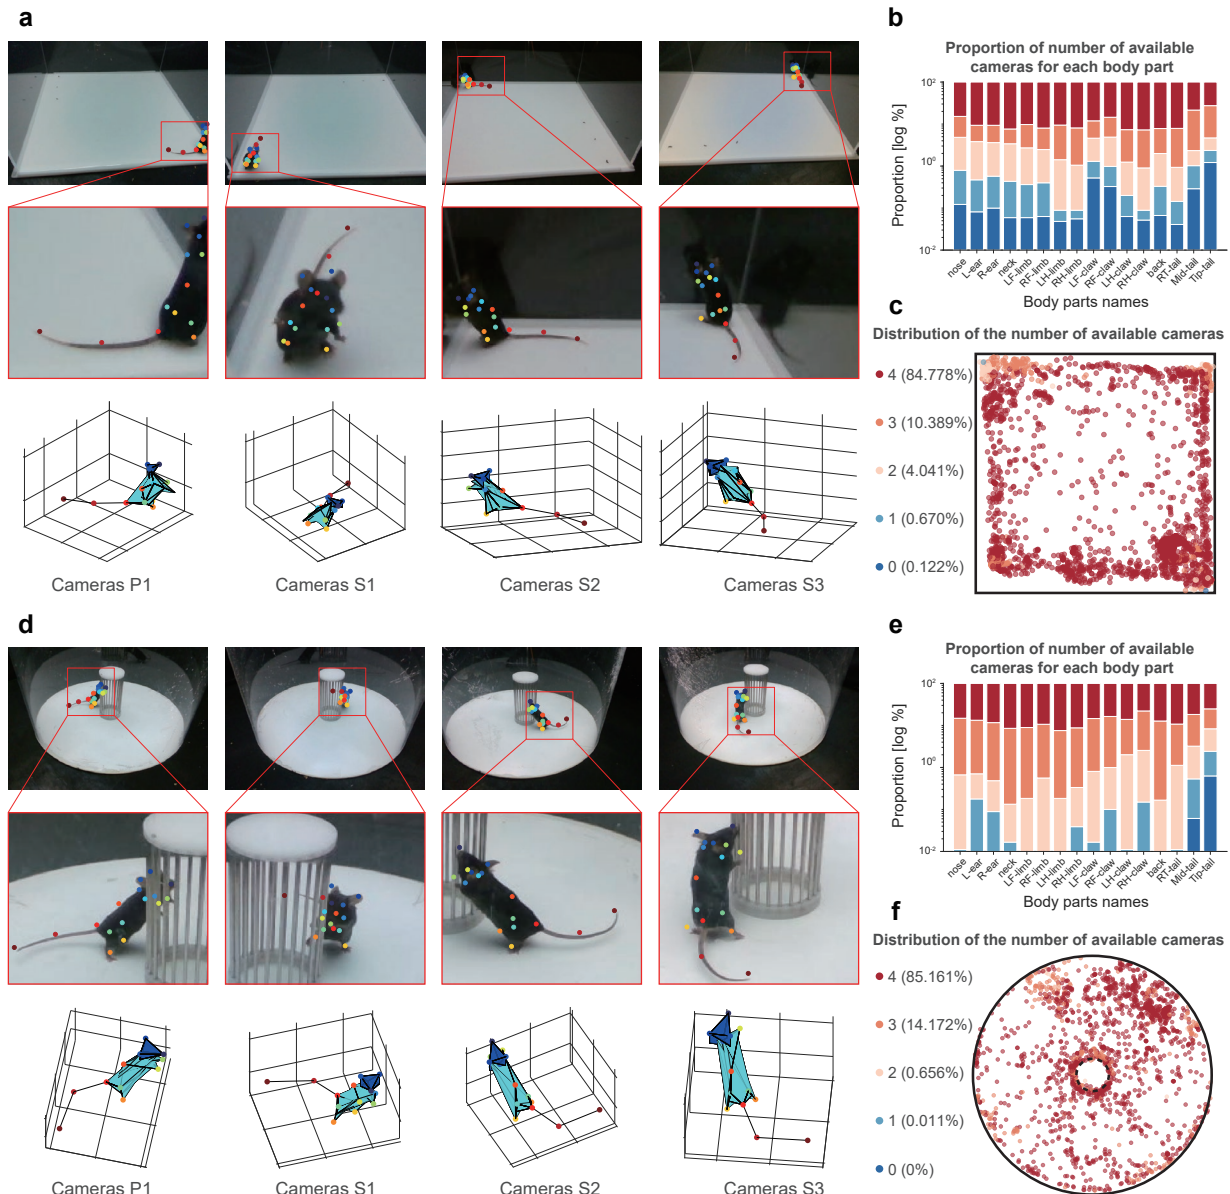 a
Cameras P1
Cameras S1
Cameras S2
Cameras S3
b
Proportion of number of available
cameras for each body part
Proportion [log %]
10²
10⁰
10⁻²
nose
L-ear
R-ear
neck
LF-limb
RF-limb
LH-limb
RH-limb
LF-claw
RF-claw
LH-claw
RH-claw
back
RT-tail
Mid-tail
Tip-tail
Body parts names
c
Distribution of the number of available cameras
4 (84.778%)
3 (10.389%)
2 (4.041%)
1 (0.670%)
0 (0.122%)
d
Cameras P1
Cameras S1
Cameras S2
Cameras S3
e
Proportion of number of available
cameras for each body part
Proportion [log %]
10²
10⁰
10⁻²
nose
L-ear
R-ear
neck
LF-limb
RF-limb
LH-limb
RH-limb
LF-claw
RF-claw
LH-claw
RH-claw
back
RT-tail
Mid-tail
Tip-tail
Body parts names
f
Distribution of the number of available cameras
4 (85.161%)
3 (14.172%)
2 (0.656%)
1 (0.011%)
0 (0%)